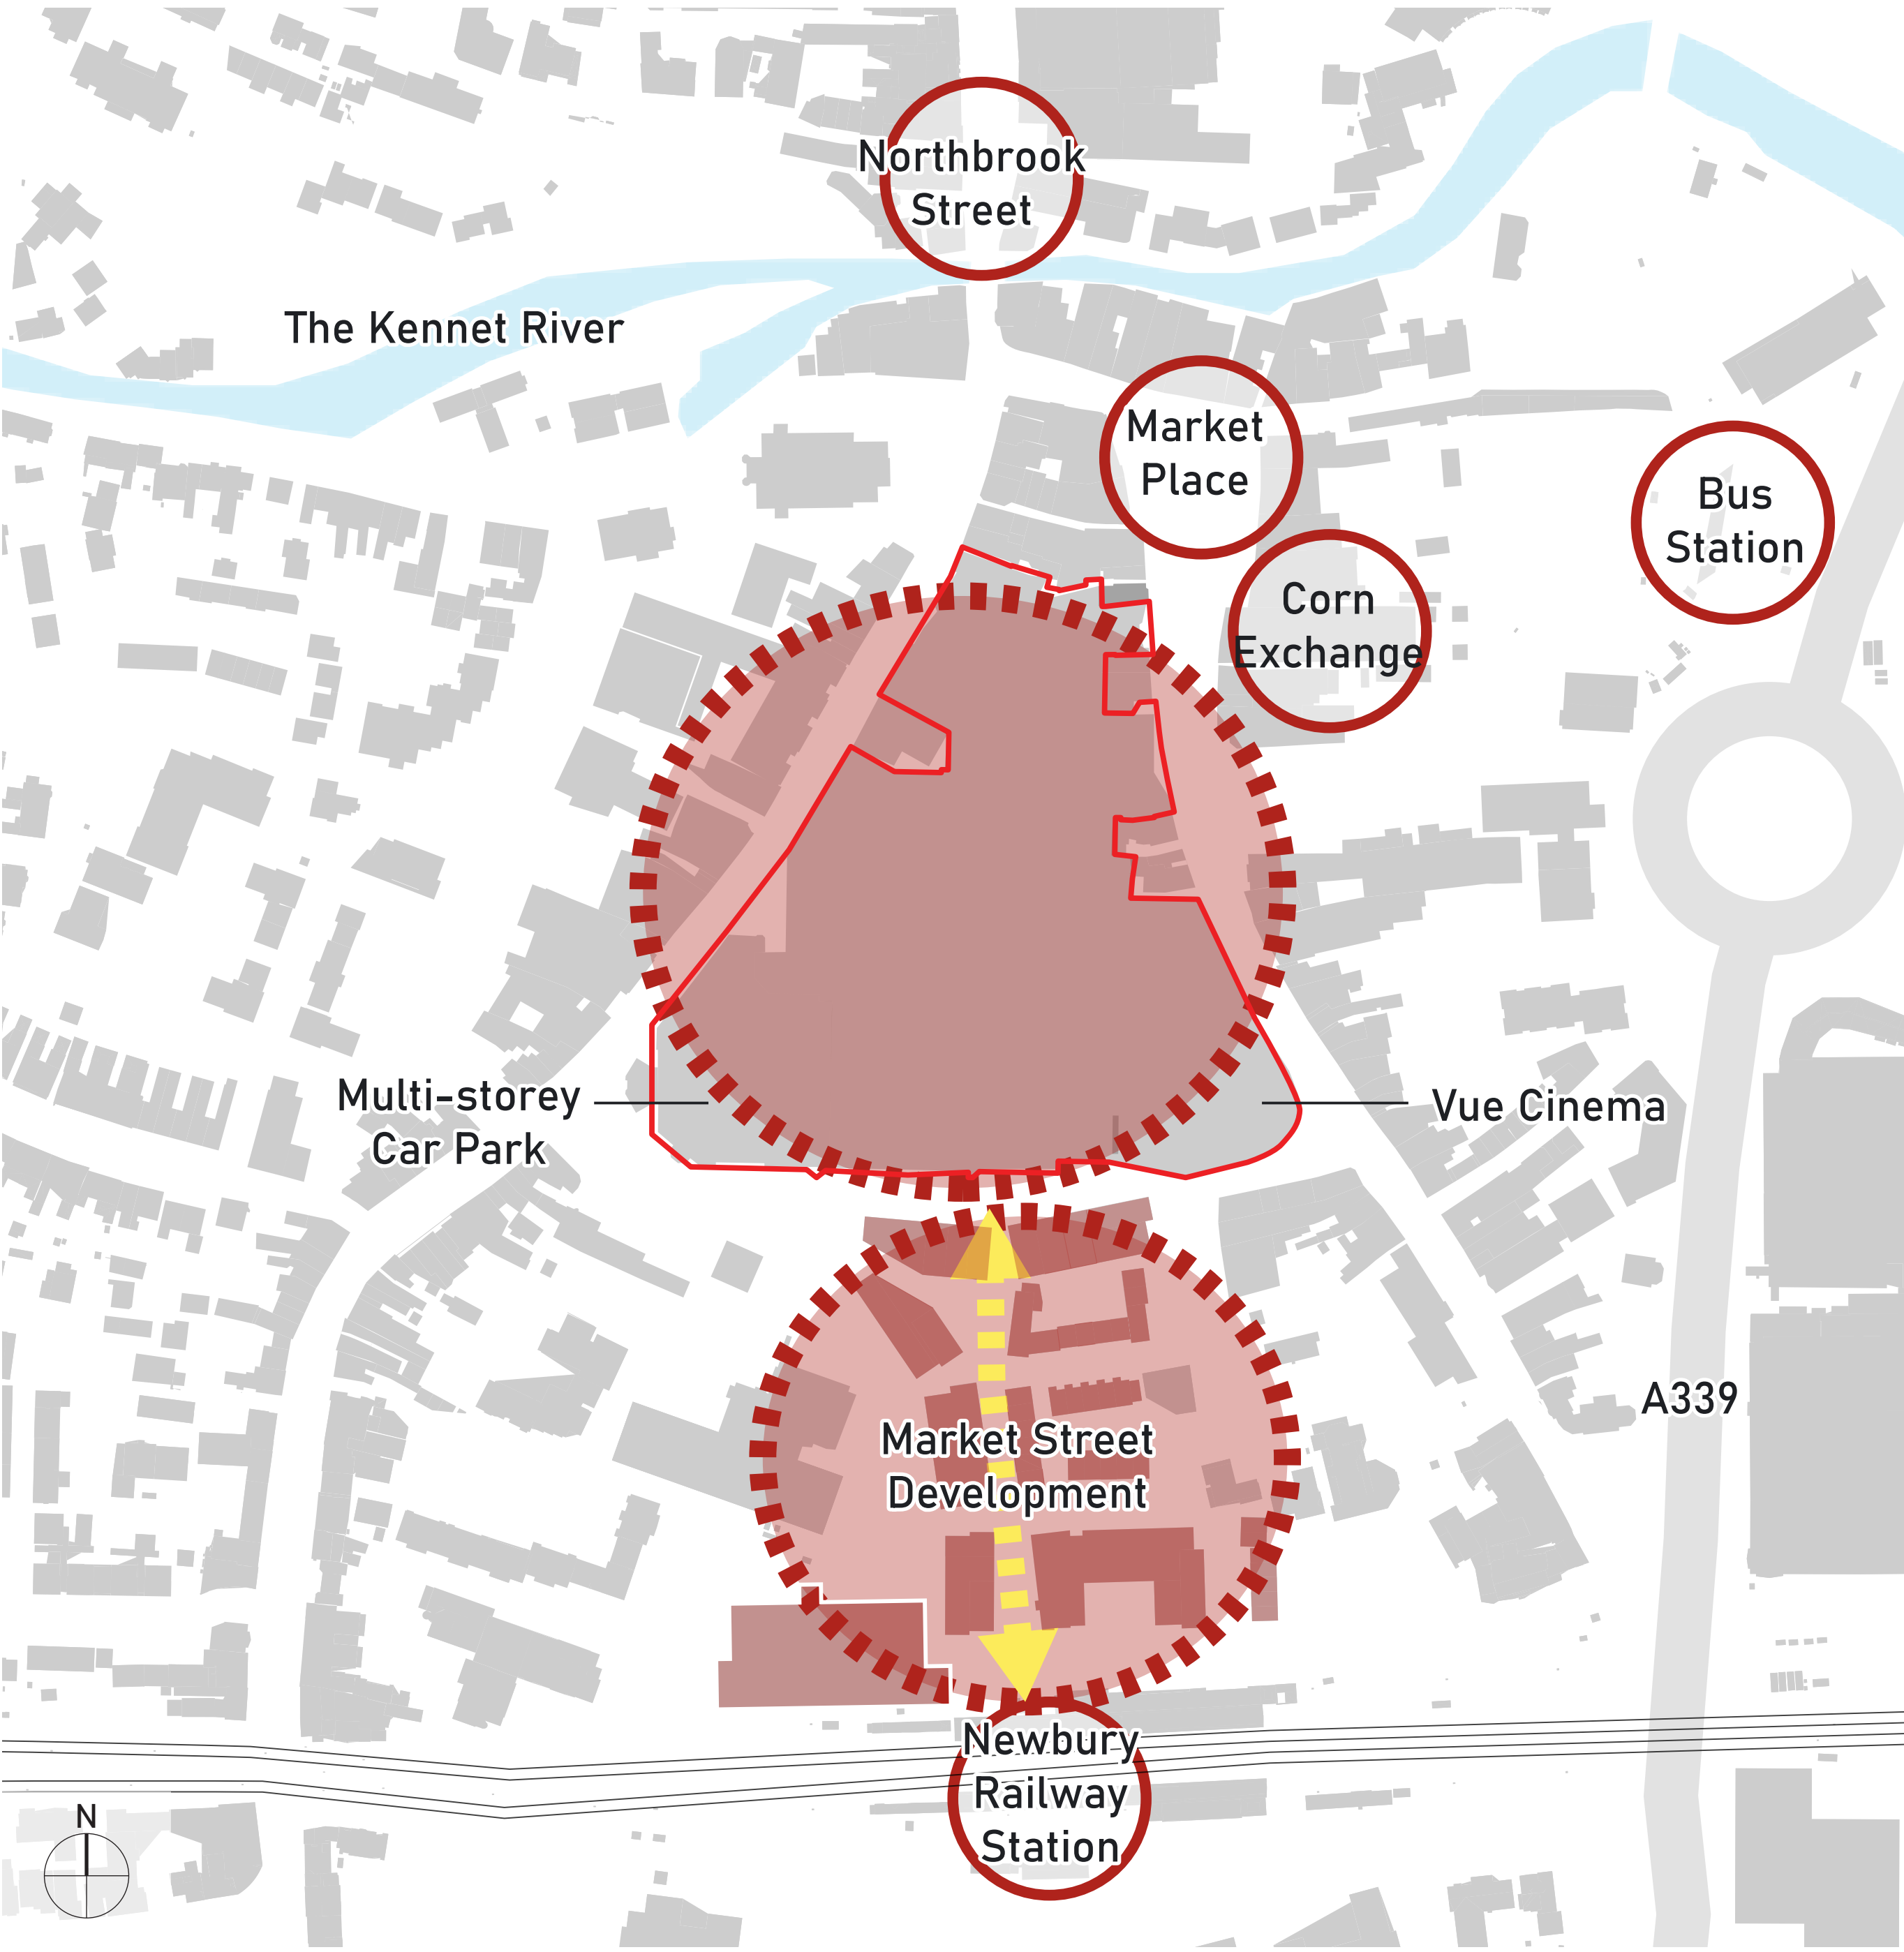 Northbrook
Street
The Kennet River
Market
Place
Bus
Station
Corn
Exchange
Multi-storey
Car Park
Vue Cinema
A339
Market Street
Development
Newbury
Railway
Station
N